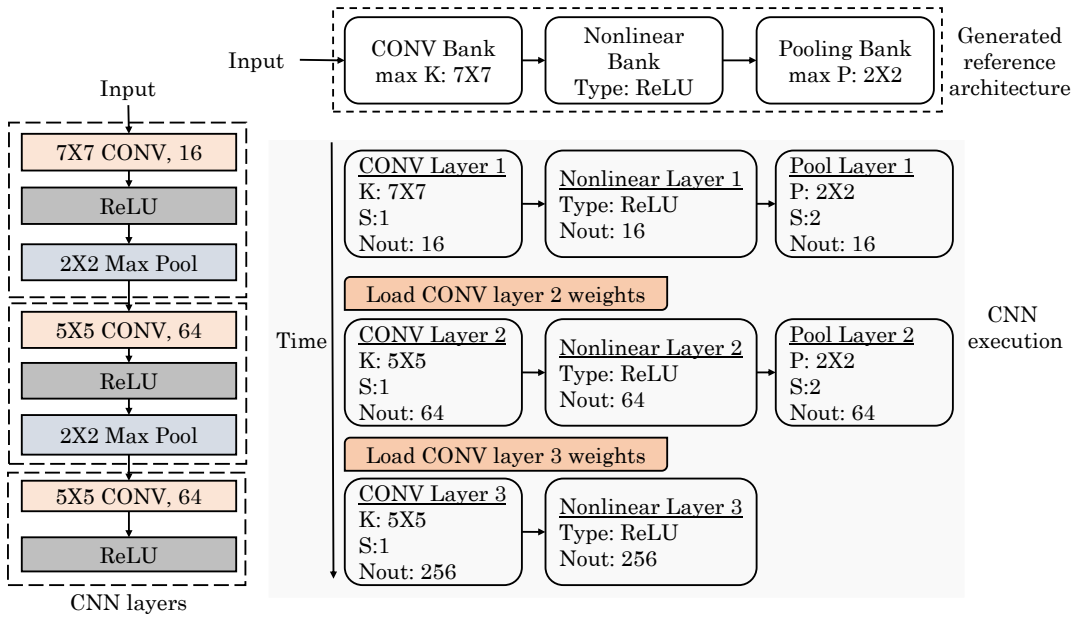 Input
CONV Bank
max K: 7X7
Nonlinear
Bank
Type: ReLU
Pooling Bank
max P: 2X2
Generated
reference
architecture
Input
7X7 CONV, 16
ReLU
2X2 Max Pool
5X5 CONV, 64
ReLU
2X2 Max Pool
5X5 CONV, 64
ReLU
CNN layers
Time
CONV Layer 1
K: 7X7
S:1
Nout: 16
Nonlinear Layer 1
Type: ReLU
Nout: 16
Pool Layer 1
P: 2X2
S:2
Nout: 16
Load CONV layer 2 weights
CONV Layer 2
K: 5X5
S:1
Nout: 64
Nonlinear Layer 2
Type: ReLU
Nout: 64
Pool Layer 2
P: 2X2
S:2
Nout: 64
Load CONV layer 3 weights
CONV Layer 3
K: 5X5
S:1
Nout: 256
Nonlinear Layer 3
Type: ReLU
Nout: 256
CNN
execution